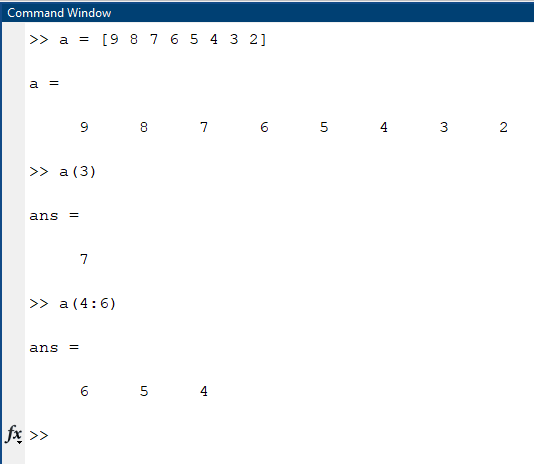 Command Window
>> a = [9 8 7 6 5 4 3 2]
a =
9 8 7 6 5 4 3 2
>> a(3)
ans =
7
>> a(4:6)
ans =
6 5 4
fx >>